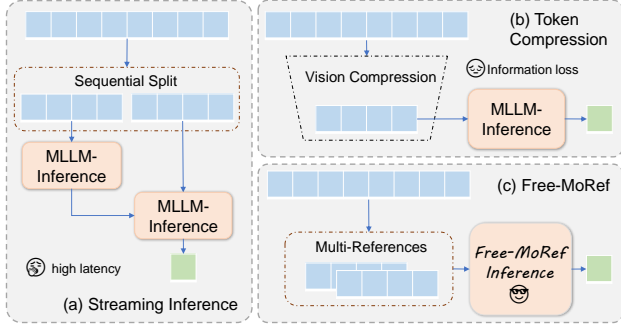 Sequential Split
MLLM-
Inference
MLLM-
Inference
high latency
(a) Streaming Inference
(b) Token
Compression
Vision Compression
Information loss
MLLM-
Inference
(c) Free-MoRef
Multi-References
Free-MoRef
Inference